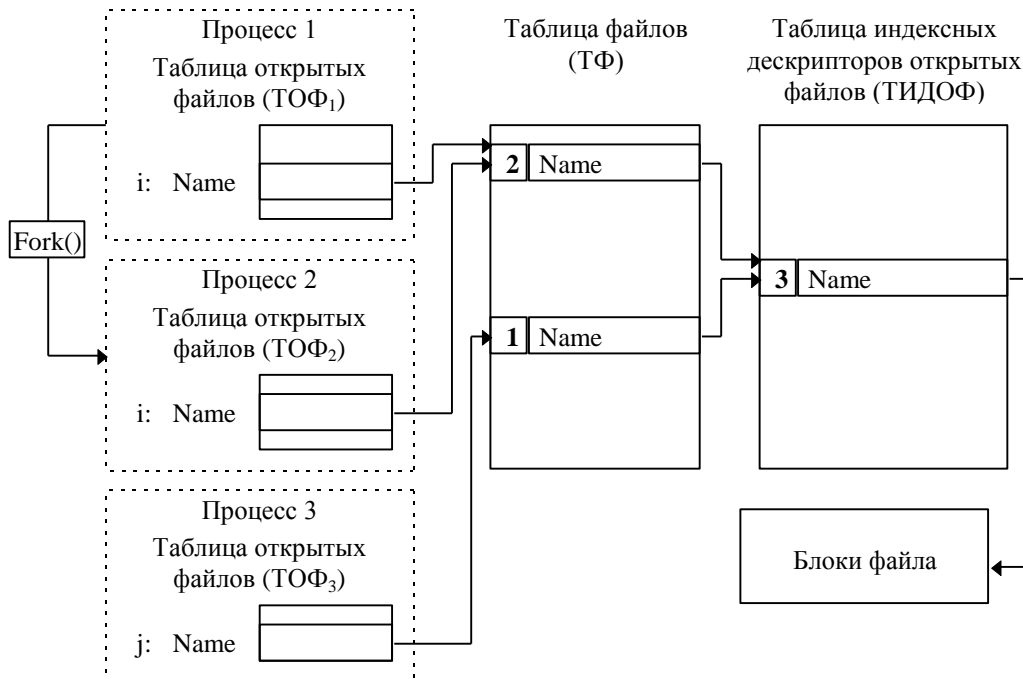 Процесс 1
Таблица открытых
файлов (ТОФ₁)
i: Name
Fork()
Процесс 2
Таблица открытых
файлов (ТОФ₂)
i: Name
Процесс 3
Таблица открытых
файлов (ТОФ₃)
j: Name
Таблица файлов
(ТФ)
2 Name
1 Name
Таблица индексных
дескрипторов открытых
файлов (ТИДОФ)
3 Name
Блоки файла